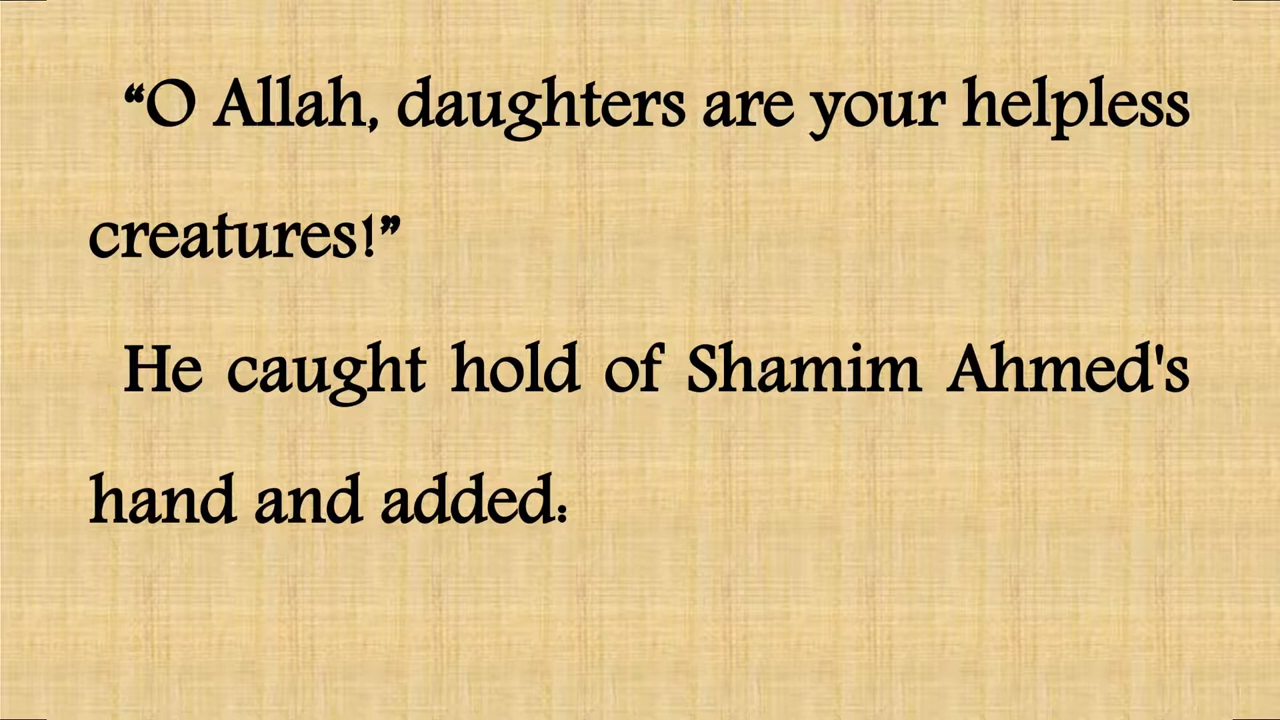 “O Allah, daughters are your helpless
creatures!”
He caught hold of Shamim Ahmed's
hand and added: